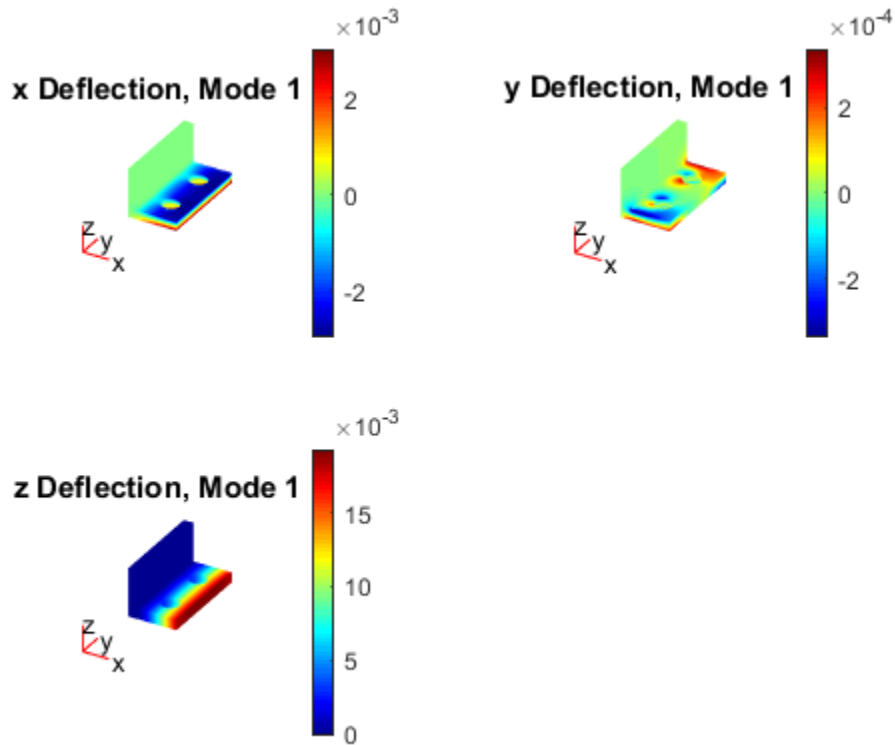 ×10-3
x Deflection, Mode 1
2
0
-2
z
y
x
×10-4
y Deflection, Mode 1
2
0
-2
z
y
x
×10-3
z Deflection, Mode 1
15
10
5
0
z
y
x